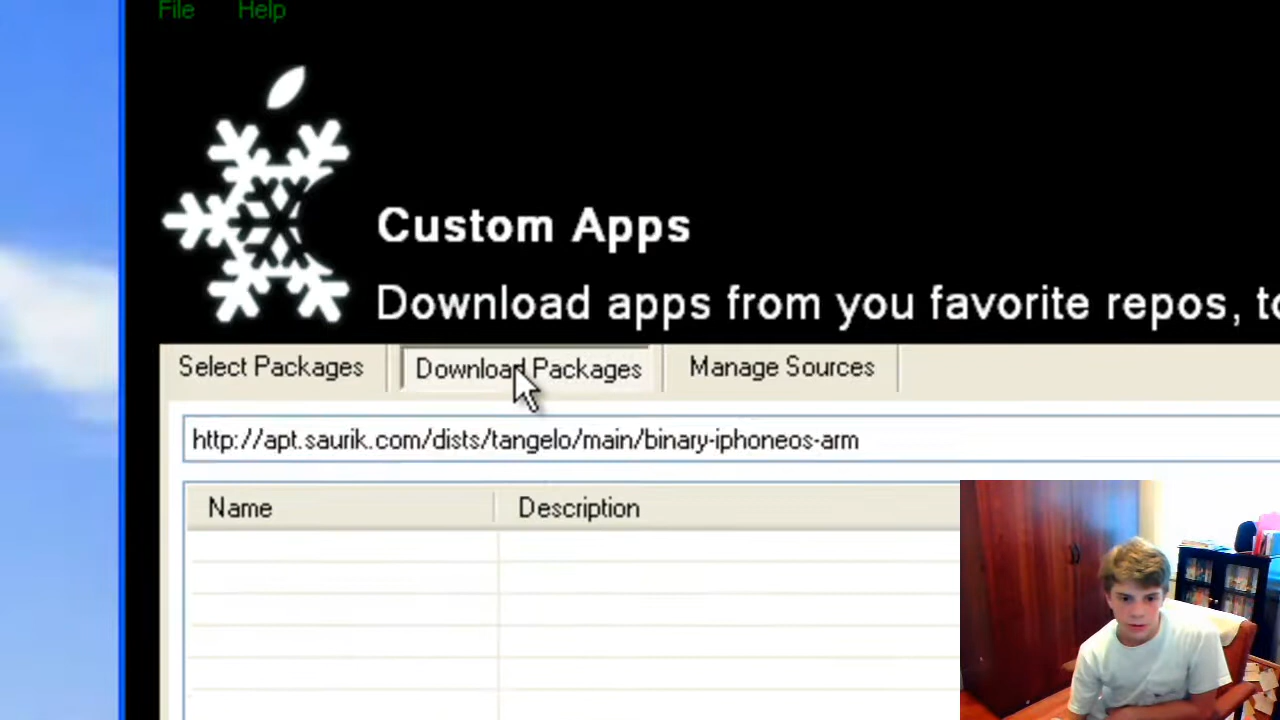 File Help
Custom Apps
Download apps from you favorite repos, to
Select Packages Download Packages Manage Sources
http://apt.saurik.com/dists/tangelo/main/binary-iphoneos-arm
Name Description